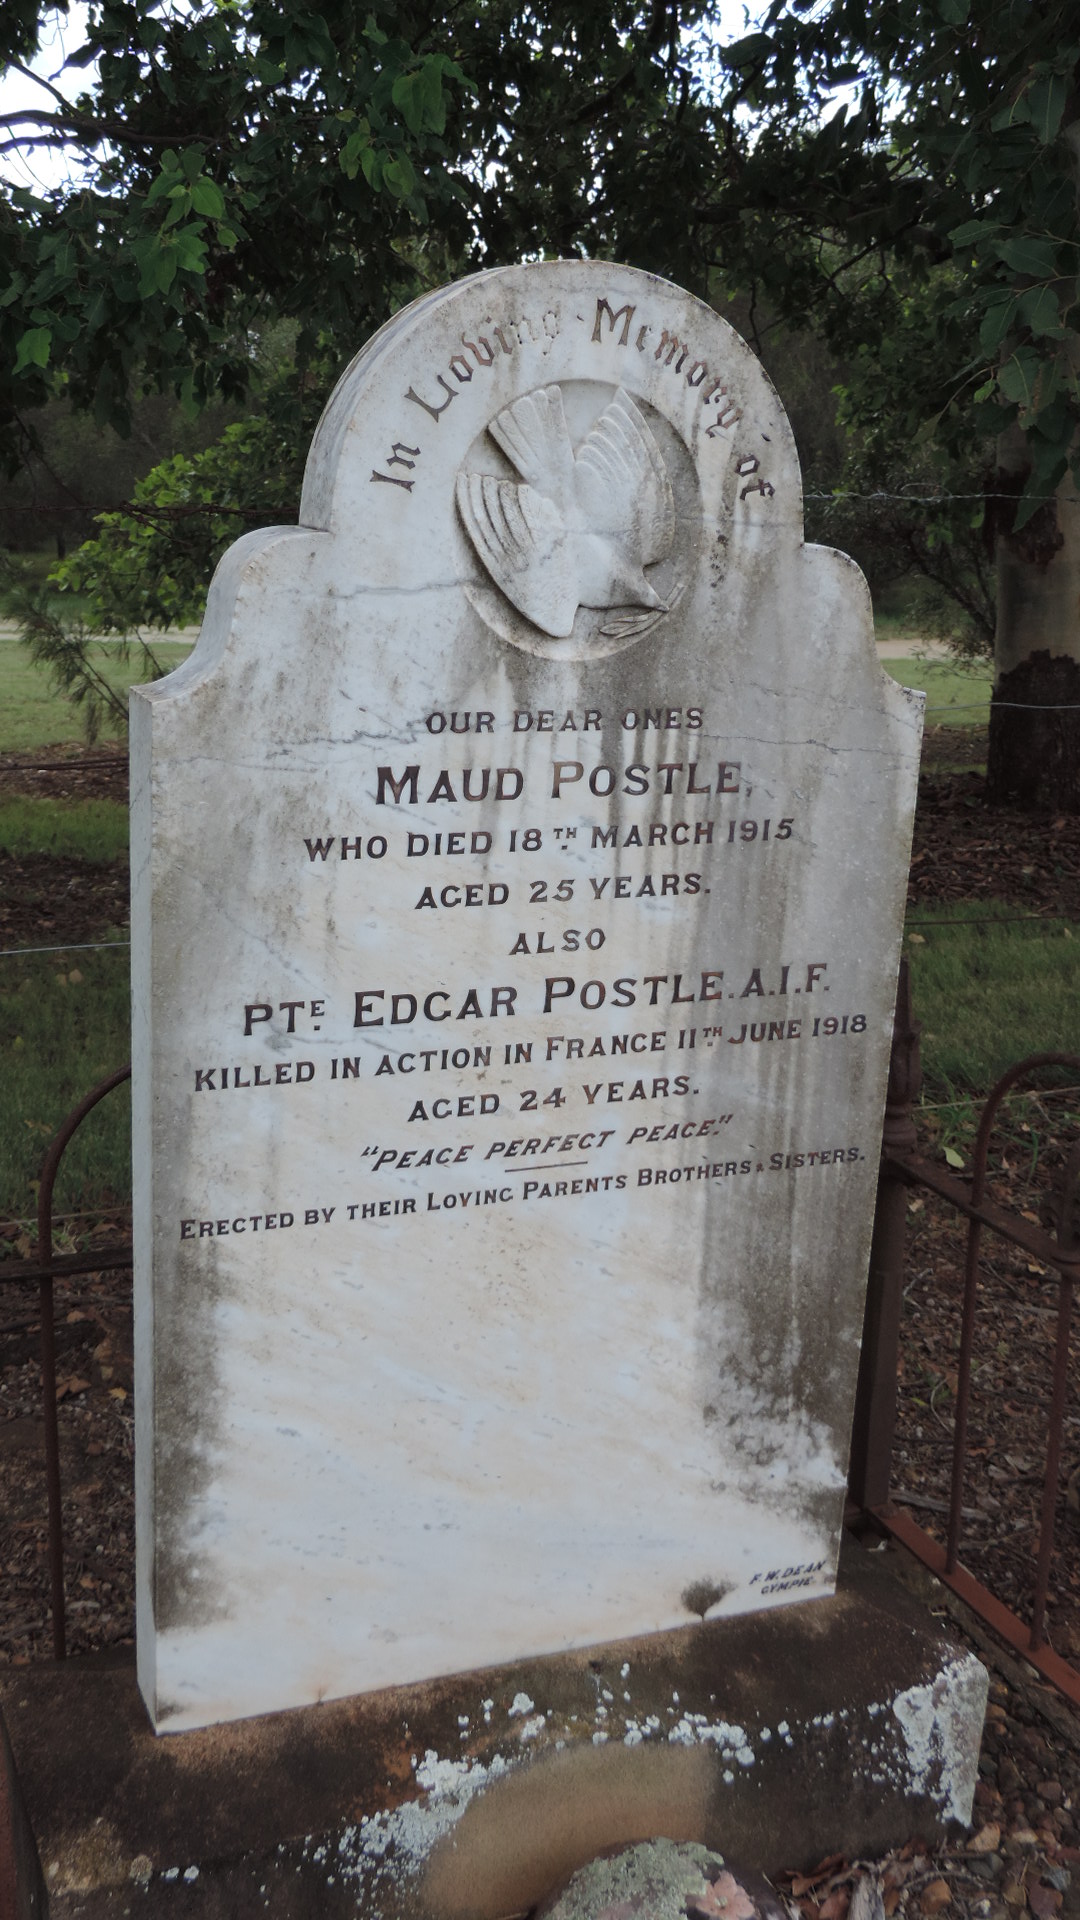 In Loving Memory of
OUR DEAR ONES
MAUD POSTLE,
WHO DIED 18TH MARCH 1915
AGED 25 YEARS.
ALSO
PTE. EDGAR POSTLE. A.I.F.
KILLED IN ACTION IN FRANCE 11TH JUNE 1918
AGED 24 YEARS.
"PEACE PERFECT PEACE."
ERECTED BY THEIR LOVING PARENTS BROTHERS & SISTERS.
F. W. DEAN
GYMPIE